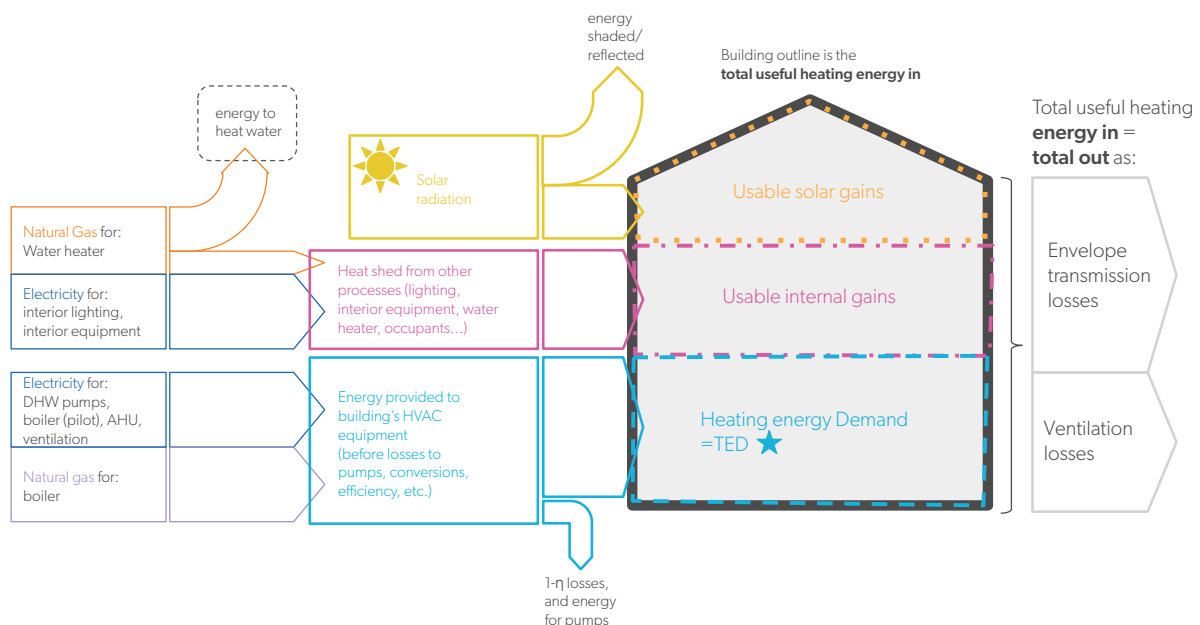 energy
shaded/
reflected
Building outline is the
total useful heating energy in
energy to
heat water
Total useful heating
energy in =
total out as:
Solar
radiation
Usable solar gains
Natural Gas for:
Water heater
Envelope
transmission
losses
Heat shed from other
processes (lighting,
interior equipment, water
heater, occupants...)
Usable internal gains
Electricity for:
interior lighting,
interior equipment
Electricity for:
DHW pumps,
boiler (pilot), AHU,
ventilation
Energy provided to
building's HVAC
equipment
(before losses to
pumps, conversions,
efficiency, etc.)
Heating energy Demand
=TED
Ventilation
losses
Natural gas for:
boiler
1-η losses,
and energy
for pumps